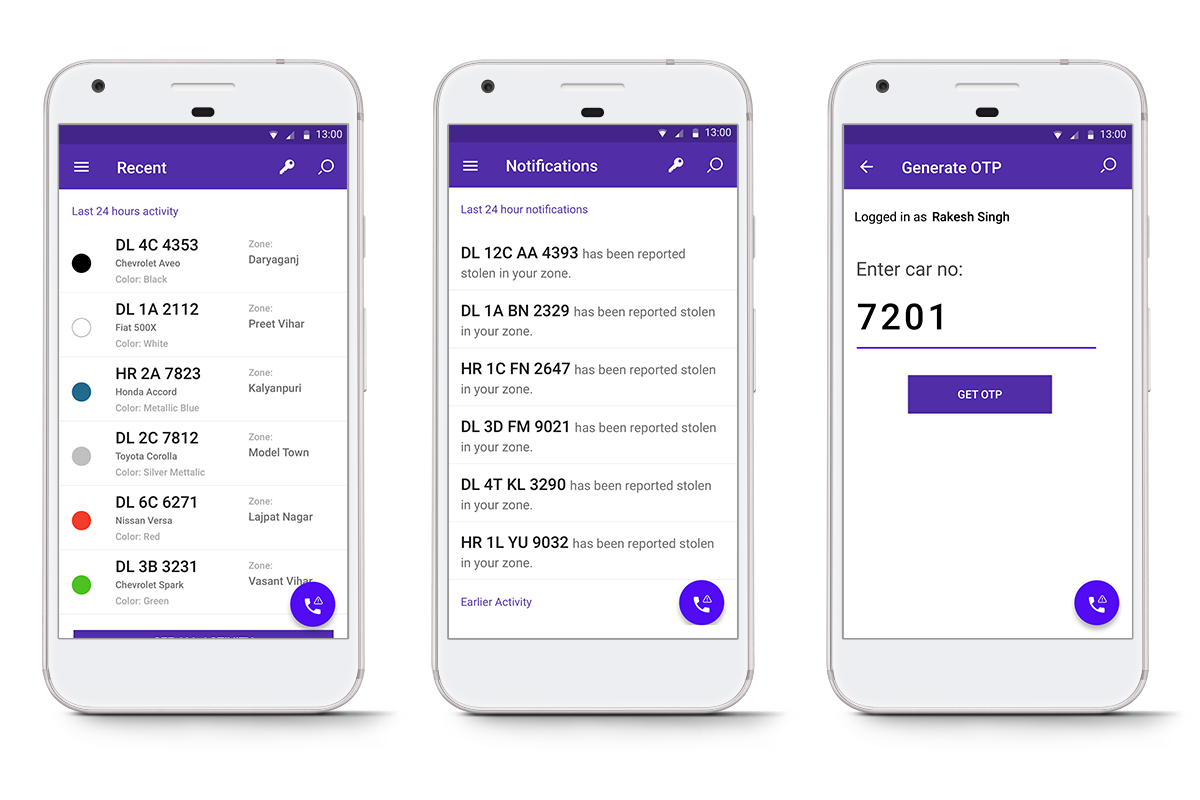 13:00
Recent
Last 24 hours activity
DL 4C 4353
Chevrolet Aveo
Color: Black
Zone:
Daryaganj
DL 1A 2112
Fiat 500X
Color: White
Zone:
Preet Vihar
HR 2A 7823
Honda Accord
Color: Metallic Blue
Zone:
Kalyanpuri
DL 2C 7812
Toyota Corolla
Color: Silver Mettalic
Zone:
Model Town
DL 6C 6271
Nissan Versa
Color: Red
Zone:
Lajpat Nagar
DL 3B 3231
Chevrolet Spark
Color: Green
Zone:
Vasant Vihar
13:00
Notifications
Last 24 hour notifications
DL 12C AA 4393 has been reported
stolen in your zone.
DL 1A BN 2329 has been reported stolen
in your zone.
HR 1C FN 2647 has been reported stolen
in your zone.
DL 3D FM 9021 has been reported stolen
in your zone.
DL 4T KL 3290 has been reported stolen
in your zone.
HR 1L YU 9032 has been reported stolen
in your zone.
Earlier Activity
13:00
Generate OTP
Logged in as Rakesh Singh
Enter car no:
7201
GET OTP